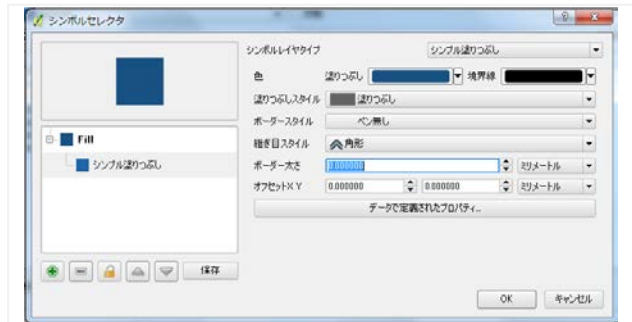 シンボルセレクタ
シンボルレイヤタイプ シンプル塗りつぶし
色 塗りつぶし 境界線
塗りつぶしスタイル 塗りつぶし
ボーダースタイル ペン無し
継ぎ目スタイル 角形
ボーダー太さ 0.000000 ミリメートル
オフセットX Y 0.000000 0.000000 ミリメートル
データで定義されたプロパティ...
Fill
シンプル塗りつぶし
保存
OK キャンセル